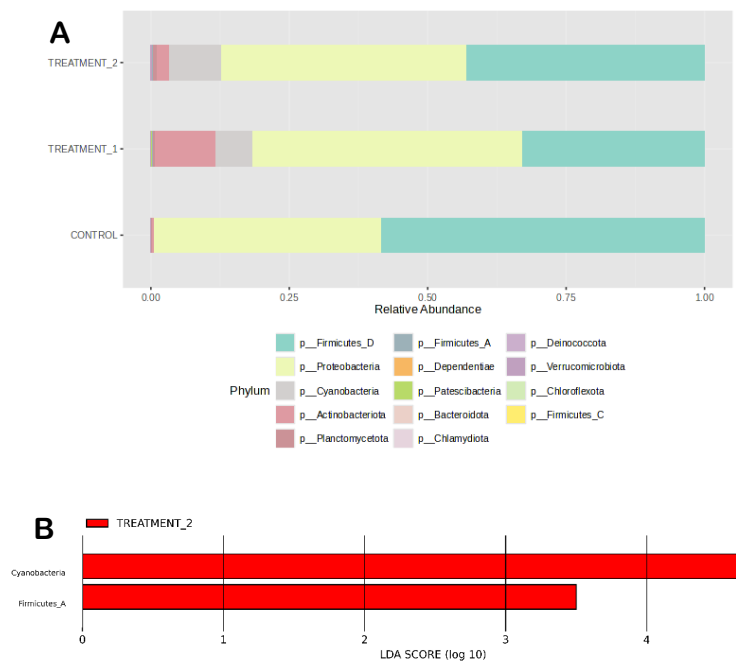 A
TREATMENT_2
TREATMENT_1
CONTROL
0.00 0.25 0.50 0.75 1.00
Relative Abundance
Phylum
p__Firmicutes_D p__Firmicutes_A p__Deinococcota
p__Proteobacteria p__Dependentiae p__Verrucomicrobiota
p__Cyanobacteria p__Patescibacteria p__Chloroflexota
p__Actinobacteriota p__Bacteroidota p__Firmicutes_C
p__Planctomycetota p__Chlamydiota
B
TREATMENT_2
Cyanobacteria
Firmicutes_A
0 1 2 3 4
LDA SCORE (log 10)